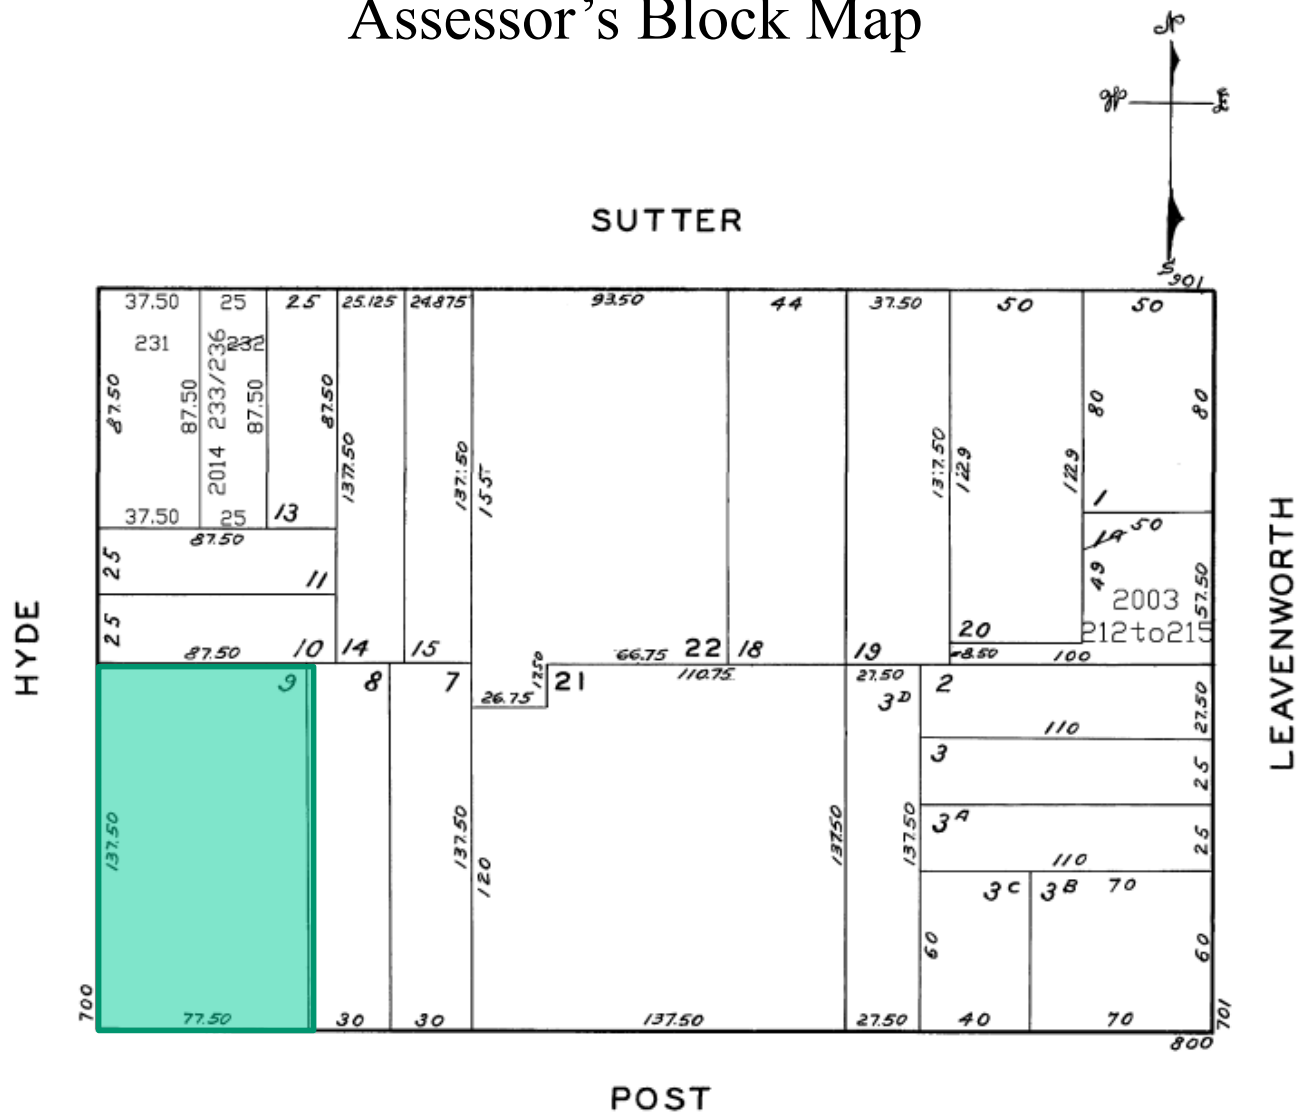 Assessor's Block Map
N
W E
S
901
SUTTER
37.50 25 25 25.125 24.875 93.50 44 37.50 50 50
231 232
87.50 87.50 2014 233/236 87.50 87.50 137.50 137.50 155 137.50 122.9 122.9 80 80
37.50 25 13 1
87.50 1A 50
25 11 49 2003 57.50
212to215
25 87.50 10 14 15 66.75 22 18 19 20 8.50 100
HYDE
LEAVENWORTH
9 8 7 26.75 17.50 21 110.75 27.50 3D 2 27.50
110
3 25
3A 25
110
137.50 137.50 120 137.50 137.50
3C 3B 70
60 60
700 77.50 30 30 137.50 27.50 40 70 701
800
POST